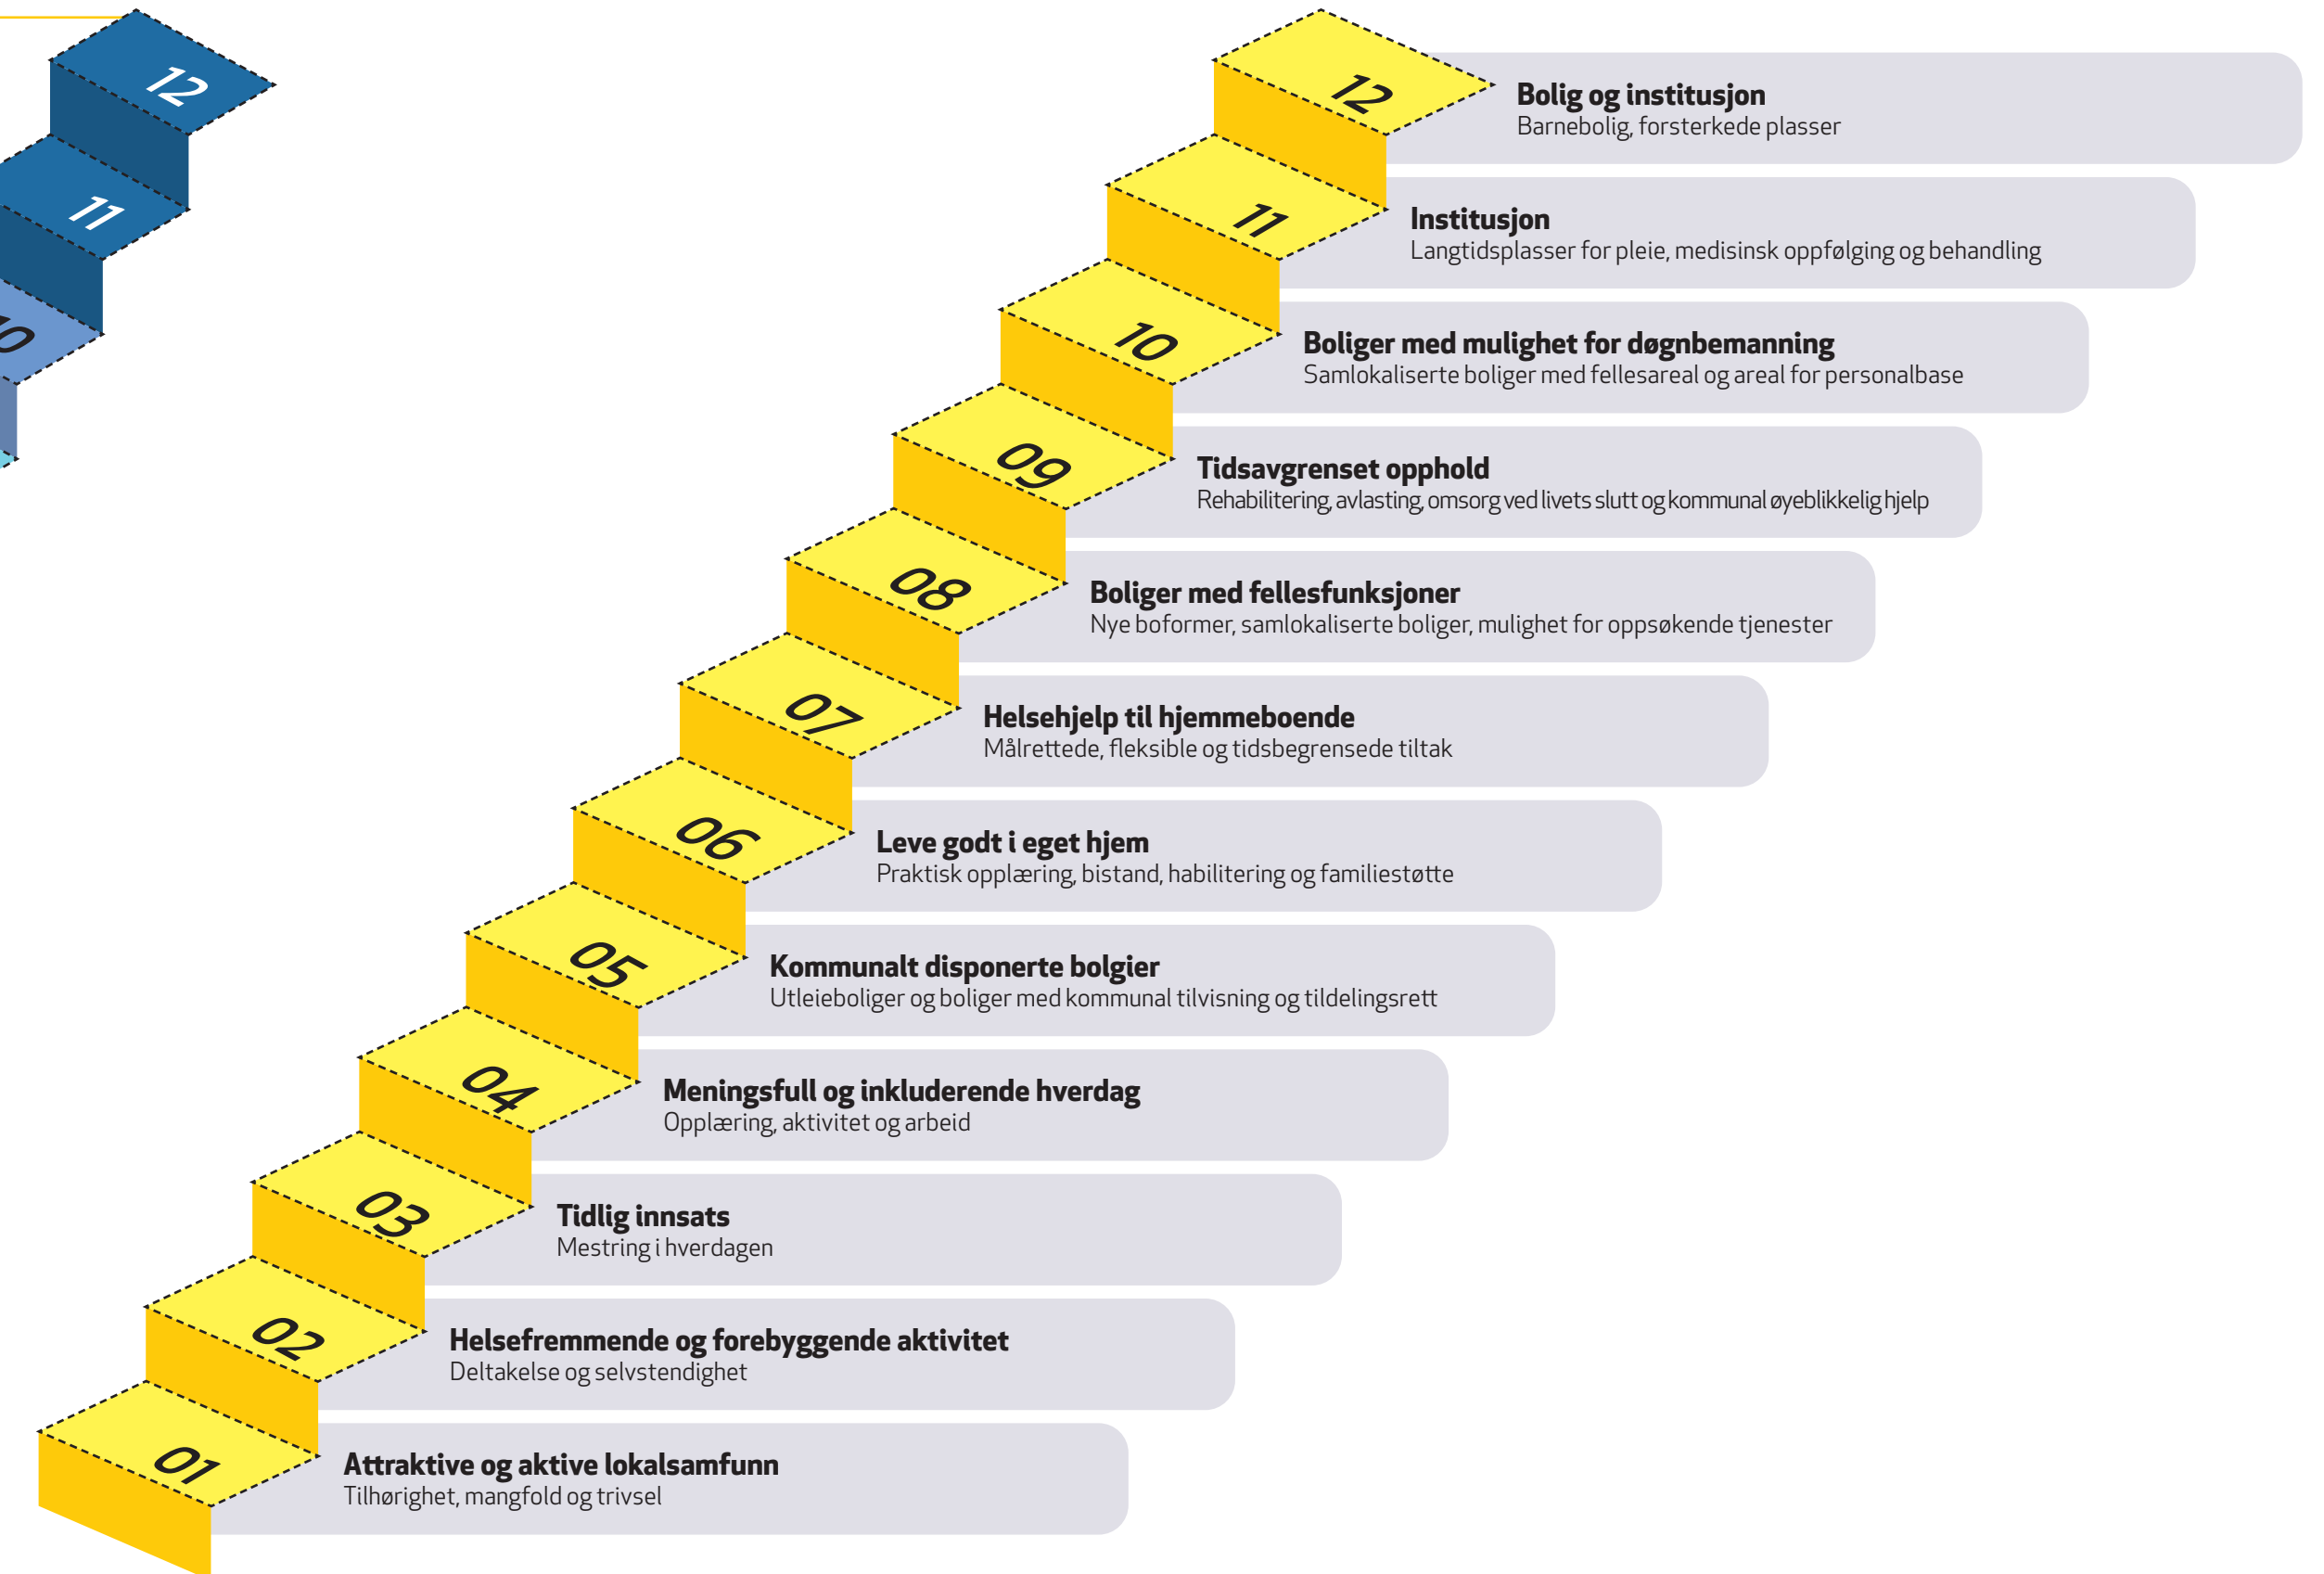 12
11
10
12
Bolig og institusjon
Barnebolig, forsterkede plasser
11
Institusjon
Langtidsplasser for pleie, medisinsk oppfølging og behandling
10
Boliger med mulighet for døgnbemanning
Samlokaliserte boliger med fellesareal og areal for personalbase
09
Tidsavgrenset opphold
Rehabilitering, avlasting, omsorg ved livets slutt og kommunal øyeblikkelig hjelp
08
Boliger med fellesfunksjoner
Nye boformer, samlokaliserte boliger, mulighet for oppsøkende tjenester
07
Helsehjelp til hjemmeboende
Målrettede, fleksible og tidsbegrensede tiltak
06
Leve godt i eget hjem
Praktisk opplæring, bistand, habilitering og familiestøtte
05
Kommunalt disponerte bolgier
Utleieboliger og boliger med kommunal tilvisning og tildelingsrett
04
Meningsfull og inkluderende hverdag
Opplæring, aktivitet og arbeid
03
Tidlig innsats
Mestring i hverdagen
02
Helsefremmende og forebyggende aktivitet
Deltakelse og selvstendighet
01
Attraktive og aktive lokalsamfunn
Tilhørighet, mangfold og trivsel